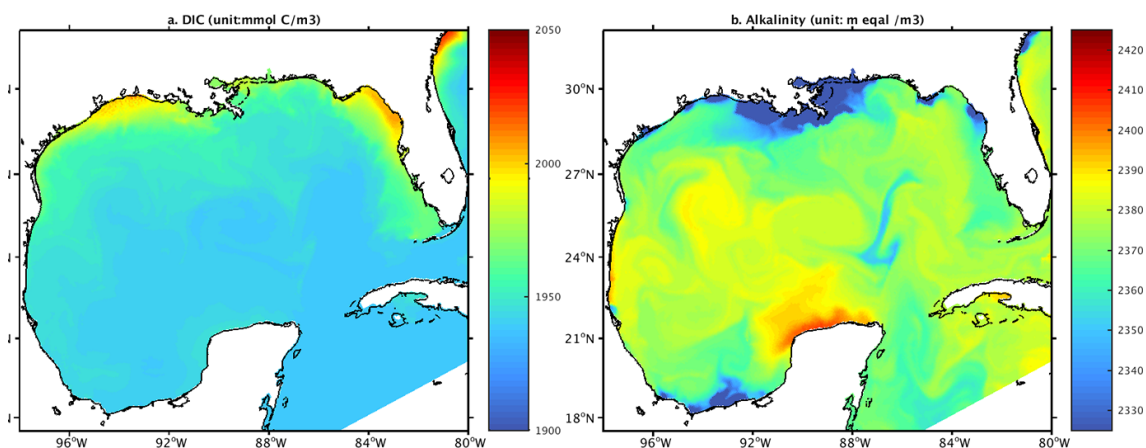 a. DIC (unit:mmol C/m3)
b. Alkalinity (unit: m eqal /m3)
2050
2000
1950
1900
N
N
N
N
N
96°W
92°W
88°W
84°W
80°W
30°N
27°N
24°N
21°N
18°N
96°W
92°W
88°W
84°W
80°W
2420
2410
2400
2390
2380
2370
2360
2350
2340
2330